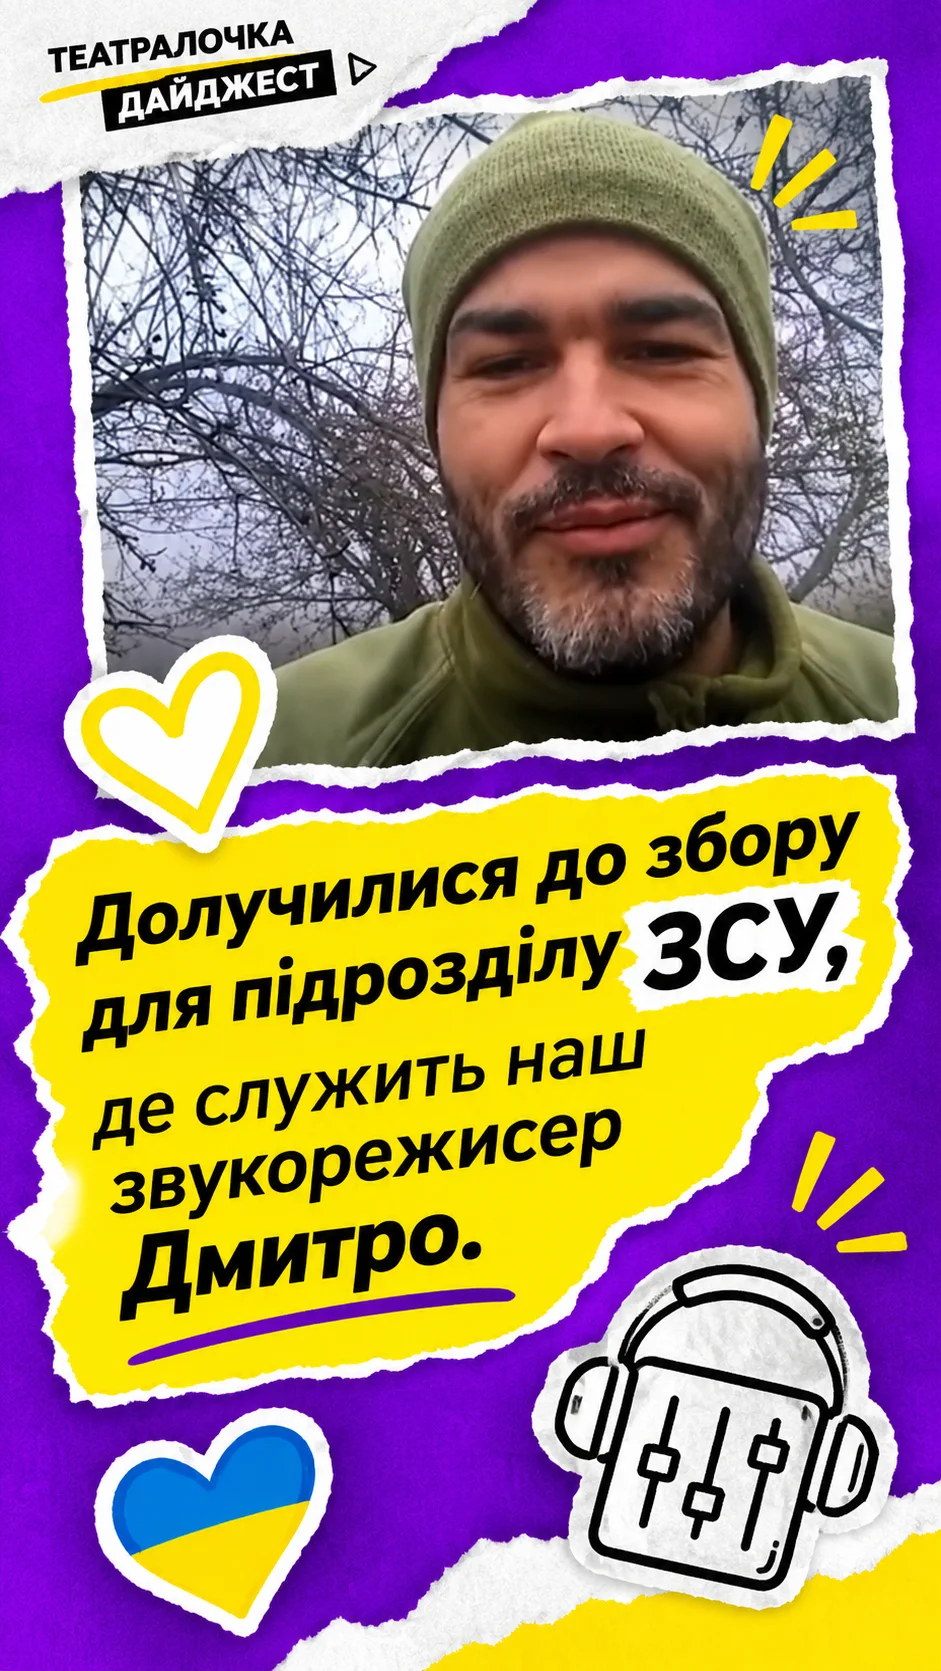 ТЕАТРАЛОЧКА
ДАЙДЖЕСТ
Долучилися до збору
для підрозділу ЗСУ,
де служить наш
звукорежисер
Дмитро.